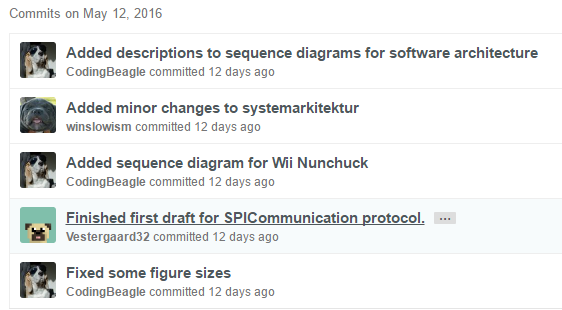 Commits on May 12, 2016
Added descriptions to sequence diagrams for software architecture
CodingBeagle committed 12 days ago
Added minor changes to systemarkitektur
winslowism committed 12 days ago
Added sequence diagram for Wii Nunchuck
CodingBeagle committed 12 days ago
Finished first draft for SPICommunication protocol. ...
Vestergaard32 committed 12 days ago
Fixed some figure sizes
CodingBeagle committed 12 days ago